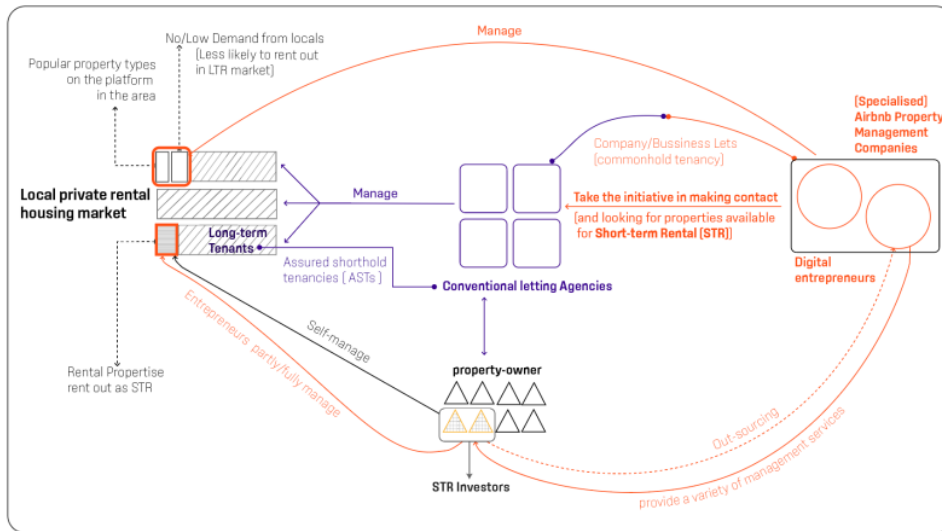 No/Low Demand from locals
(Less likely to rent out
in LTR market)
Popular property types
on the platform
in the area
Manage
(Specialised)
Airbnb Property
Management
Companies
Company/Bussiness Lets
(commonhold tenancy)
Local private rental
housing market
Manage
Take the initiative in making contact
(and looking for properties available
for Short-term Rental (STR))
Long-term
Tenants
Assured shorthold
tenancies ( ASTs )
Conventional letting Agencies
Digital
entrepreneurs
Self-manage
Entrepreneurs partly/fully manage
Rental Propertise
rent out as STR
property-owner
Out-sourcing
provide a variety of management services
STR Investors